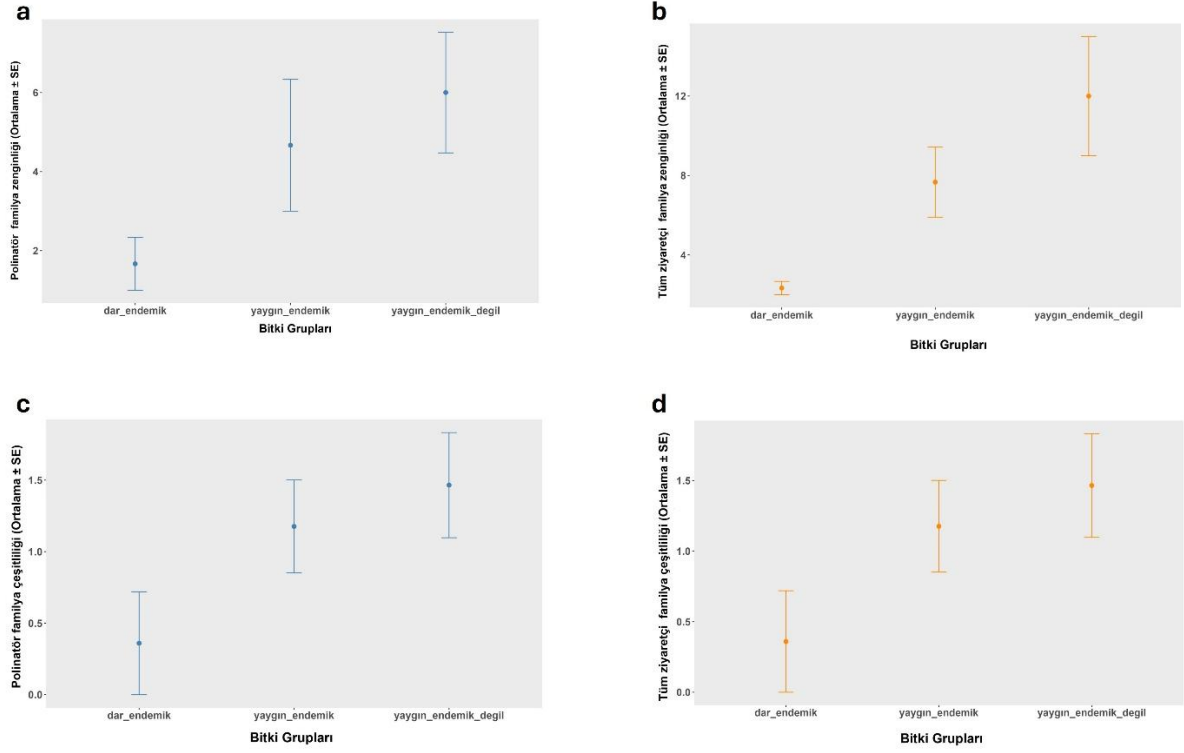 a
Polinatör familya zenginliği (Ortalama ± SE)
6
4
2
dar_endemik yaygın_endemik yaygın_endemik_degil
Bitki Grupları
b
Tüm ziyaretçi familya zenginliği (Ortalama ± SE)
12
8
4
dar_endemik yaygın_endemik yaygın_endemik_degil
Bitki Grupları
c
Polinatör familya çeşitliliği (Ortalama ± SE)
1.5
1.0
0.5
0.0
dar_endemik yaygın_endemik yaygın_endemik_degil
Bitki Grupları
d
Tüm ziyaretçi familya çeşitliliği (Ortalama ± SE)
1.5
1.0
0.5
0.0
dar_endemik yaygın_endemik yaygın_endemik_degil
Bitki Grupları